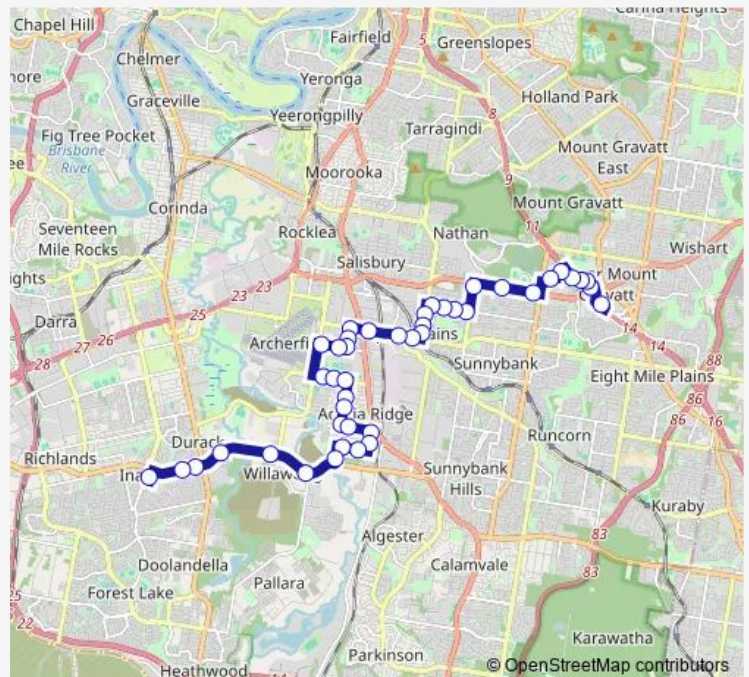 Chapel Hill
Fairfield
Carina Heights
5
Greenslopes
Chelmer
Yeronga
Graceville
Holland Park
8
Yeerongpilly
Fig Tree Pocket
Tarragindi
Brisbane
River
Mount Gravatt
East
Moorooka
9
Mount Gravatt
Corinda
Seventeen
Mile Rocks
Rocklea
Nathan
11
Wishart
Salisbury
23
23
25
Darra
26
27
28
14
14
Sunnybank
Eight Mile Plains
88
86
86
Acacia Ridge
Durack
Runcorn
Richlands
Sunnybank
Hills
Kuraby
83
83
Algester
Doolandella
Calamvale
Pallara
Forest Lake
25
22
Karawatha
Parkinson
Heathwood
© OpenStreetMap contributors